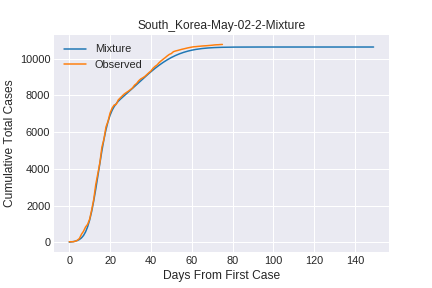 South_Korea-May-02-2-Mixture
Mixture
Observed
Cumulative Total Cases
10000
8000
6000
4000
2000
0
0 20 40 60 80 100 120 140
Days From First Case